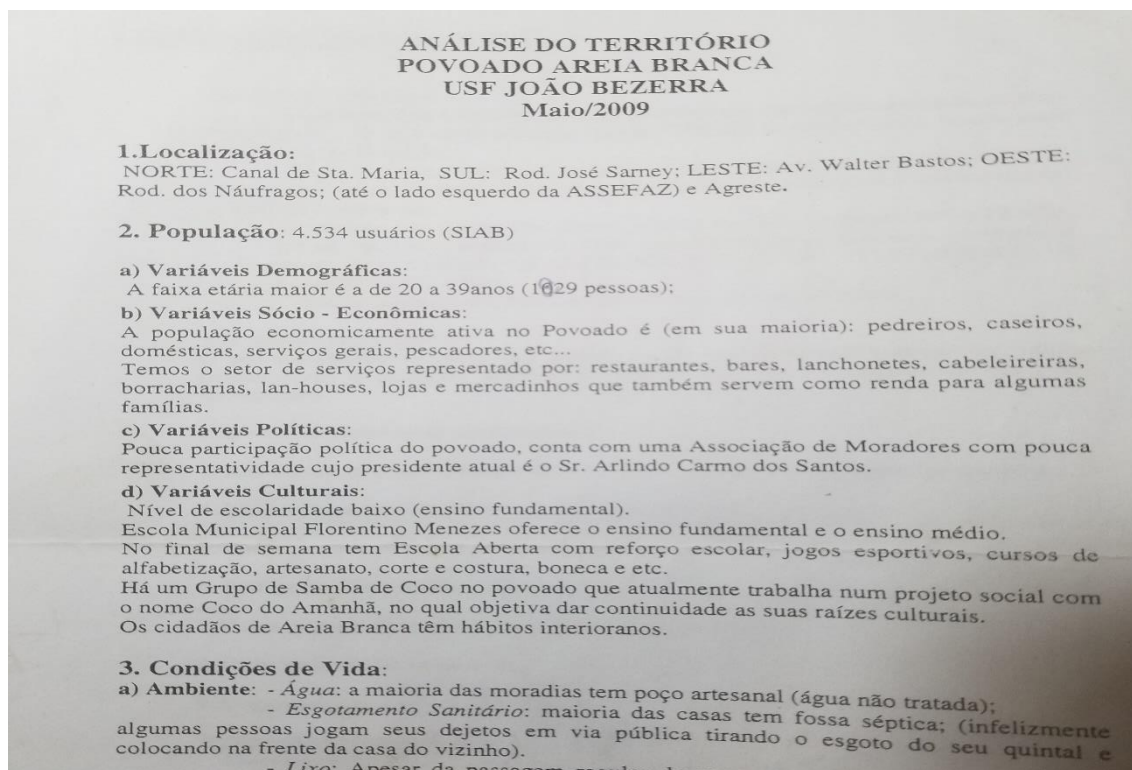 ANÁLISE DO TERRITÓRIO
POVOADO AREIA BRANCA
USF JOÃO BEZERRA
Maio/2009
1.Localização:
NORTE: Canal de Sta. Maria, SUL: Rod. José Sarney; LESTE: Av. Walter Bastos; OESTE:
Rod. dos Náufragos; (até o lado esquerdo da ASSEFAZ) e Agreste.
2. População: 4.534 usuários (SIAB)
a) Variáveis Demográficas:
A faixa etária maior é a de 20 a 39anos (1029 pessoas);
b) Variáveis Sócio - Econômicas:
A população economicamente ativa no Povoado é (em sua maioria): pedreiros, caseiros,
domésticas, serviços gerais, pescadores, etc...
Temos o setor de serviços representado por: restaurantes, bares, lanchonetes, cabeleireiras,
borracharias, lan-houses, lojas e mercadinhos que também servem como renda para algumas
famílias.
c) Variáveis Políticas:
Pouca participação política do povoado, conta com uma Associação de Moradores com pouca
representatividade cujo presidente atual é o Sr. Arlindo Carmo dos Santos.
d) Variáveis Culturais:
Nível de escolaridade baixo (ensino fundamental).
Escola Municipal Florentino Menezes oferece o ensino fundamental e o ensino médio.
No final de semana tem Escola Aberta com reforço escolar, jogos esportivos, cursos de
alfabetização, artesanato, corte e costura, boneca e etc.
Há um Grupo de Samba de Coco no povoado que atualmente trabalha num projeto social com
o nome Coco do Amanhã, no qual objetiva dar continuidade as suas raízes culturais.
Os cidadãos de Areia Branca têm hábitos interioranos.
3. Condições de Vida:
a) Ambiente: - Água: a maioria das moradias tem poço artesanal (água não tratada);
- Esgotamento Sanitário: maioria das casas tem fossa séptica; (infelizmente
algumas pessoas jogam seus dejetos em via pública tirando o esgoto do seu quintal e
colocando na frente da casa do vizinho).
- Lixo: Apesar da